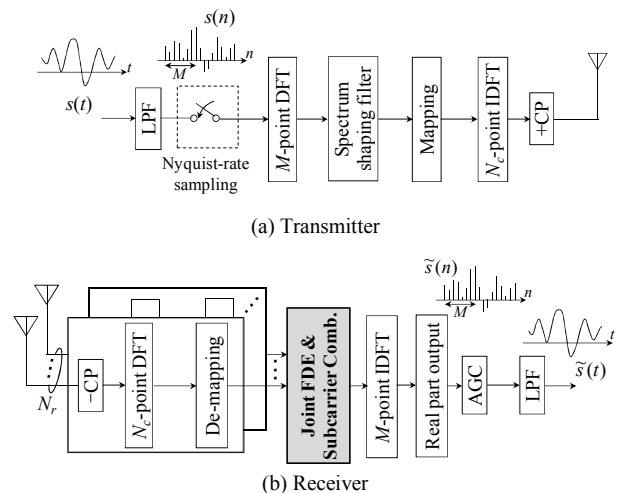 s(n)
n
M
t
s(t)
LPF
Nyquist-rate
sampling
M-point DFT
Spectrum
shaping filter
Mapping
N_c-point IDFT
+CP
(a) Transmitter
N_r
−CP
N_c-point DFT
De-mapping
Joint FDE &
Subcarrier Comb.
M-point IDFT
Real part output
AGC
LPF
s̃(n)
n
M
t
s̃(t)
(b) Receiver